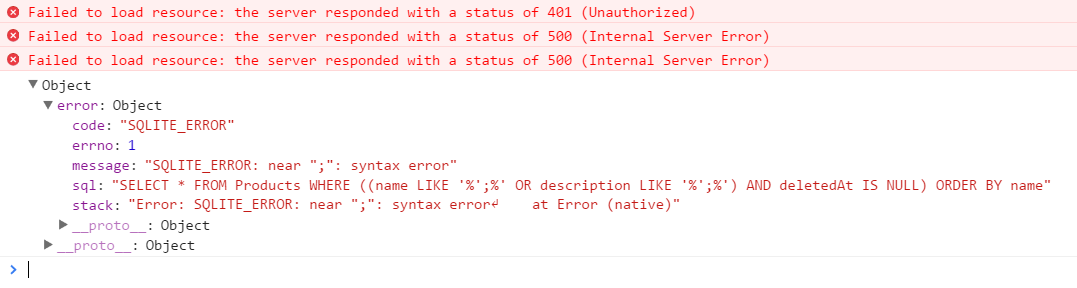 Failed to load resource: the server responded with a status of 401 (Unauthorized)
Failed to load resource: the server responded with a status of 500 (Internal Server Error)
Failed to load resource: the server responded with a status of 500 (Internal Server Error)
▼Object
▼error: Object
code: "SQLITE_ERROR"
errno: 1
message: "SQLITE_ERROR: near ";": syntax error"
sql: "SELECT * FROM Products WHERE ((name LIKE '%';%' OR description LIKE '%';%') AND deletedAt IS NULL) ORDER BY name"
stack: "Error: SQLITE_ERROR: near ";": syntax error↵    at Error (native)"
▶__proto__: Object
▶__proto__: Object
>